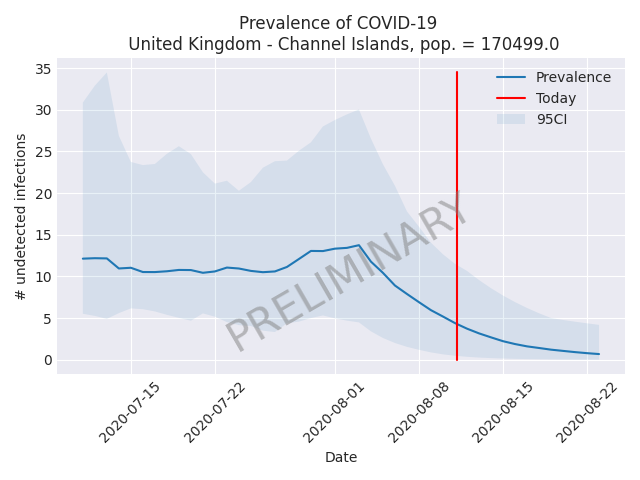 Prevalence of COVID-19
United Kingdom - Channel Islands, pop. = 170499.0
# undetected infections
35
30
25
20
15
10
5
0
Prevalence
Today
95CI
PRELIMINARY
2020-07-15
2020-07-22
2020-08-01
2020-08-08
2020-08-15
2020-08-22
Date